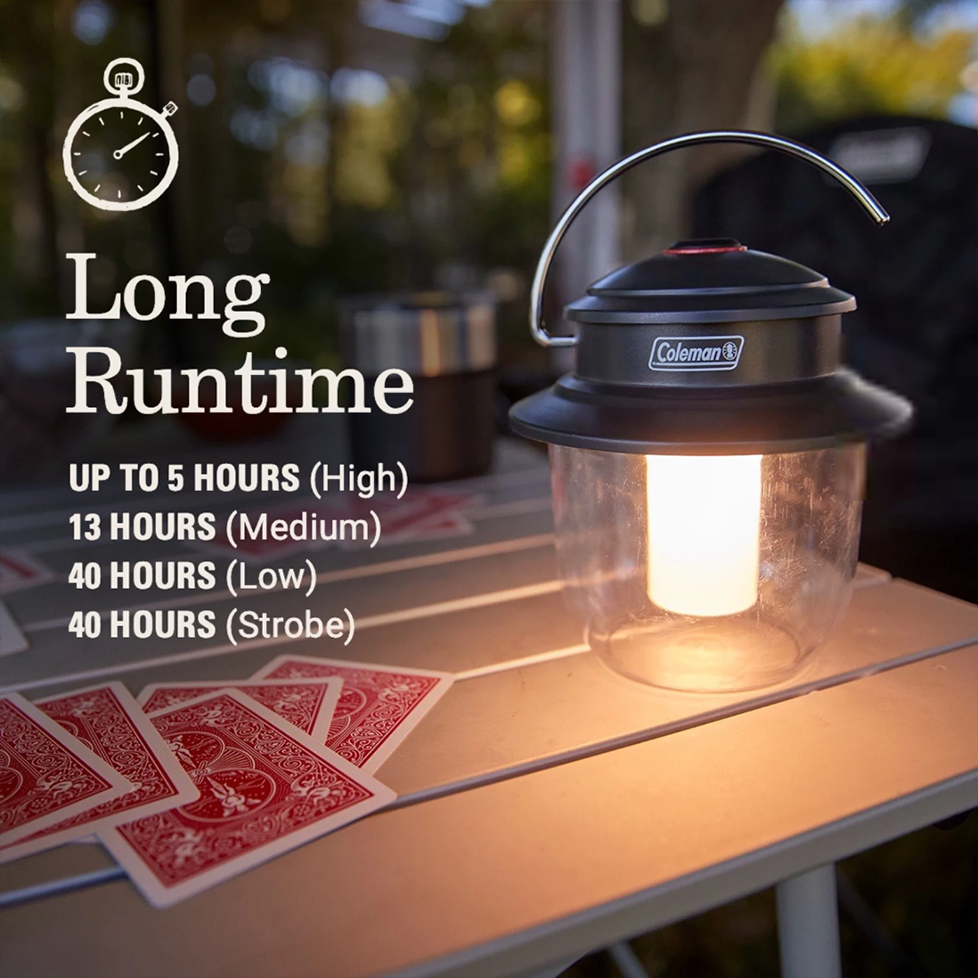 Long
Runtime
UP TO 5 HOURS (High)
13 HOURS (Medium)
40 HOURS (Low)
40 HOURS (Strobe)
Coleman